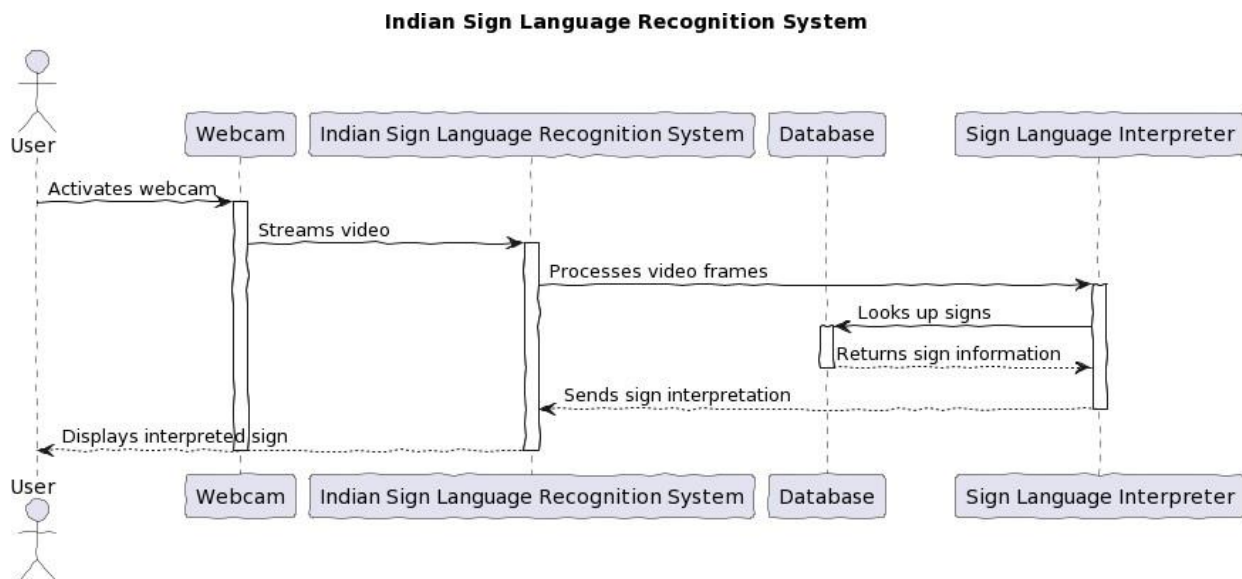 Indian Sign Language Recognition System
User
Webcam
Indian Sign Language Recognition System
Database
Sign Language Interpreter
Activates webcam
Streams video
Processes video frames
Looks up signs
Returns sign information
Sends sign interpretation
Displays interpreted sign
User
Webcam
Indian Sign Language Recognition System
Database
Sign Language Interpreter